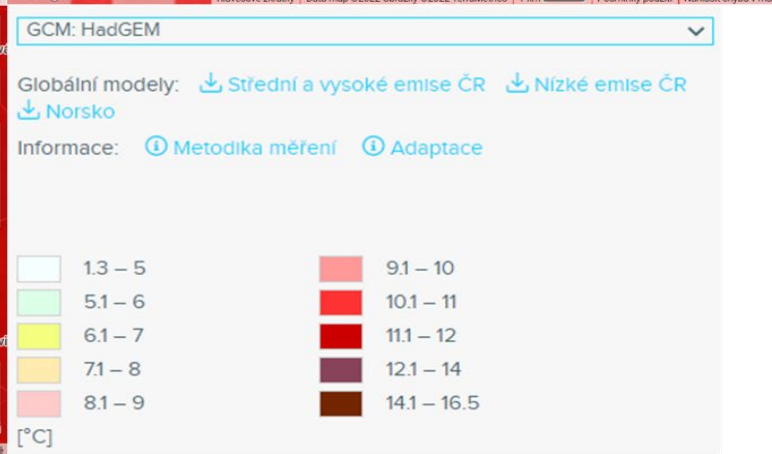 GCM: HadGEM
Globální modely: Střední a vysoké emise ČR Nízké emise ČR
Norsko
Informace: Metodika měření Adaptace
1.3 – 5
5.1 – 6
6.1 – 7
7.1 – 8
8.1 – 9
9.1 – 10
10.1 – 11
11.1 – 12
12.1 – 14
14.1 – 16.5
[°C]